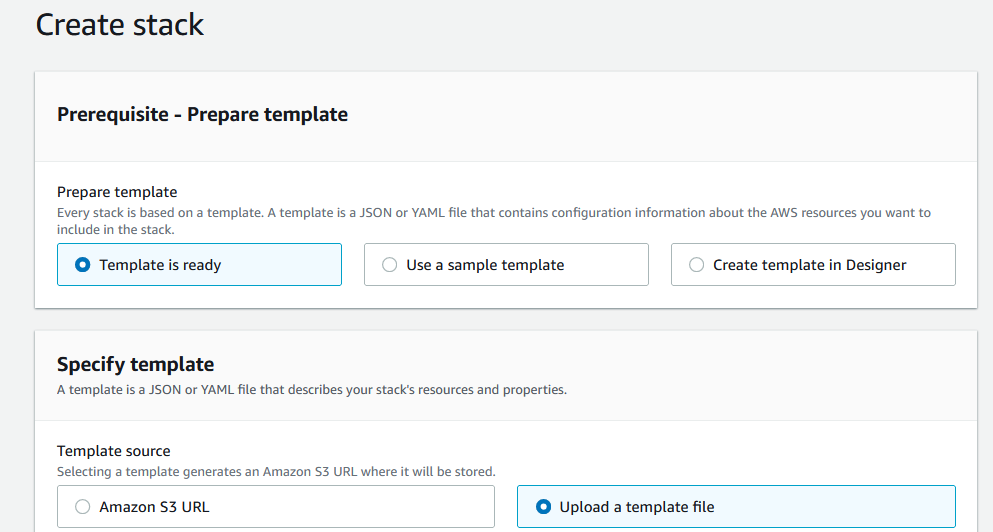 Create stack
Prerequisite - Prepare template
Prepare template
Every stack is based on a template. A template is a JSON or YAML file that contains configuration information about the AWS resources you want to
include in the stack.
Template is ready
Use a sample template
Create template in Designer
Specify template
A template is a JSON or YAML file that describes your stack's resources and properties.
Template source
Selecting a template generates an Amazon S3 URL where it will be stored.
Amazon S3 URL
Upload a template file